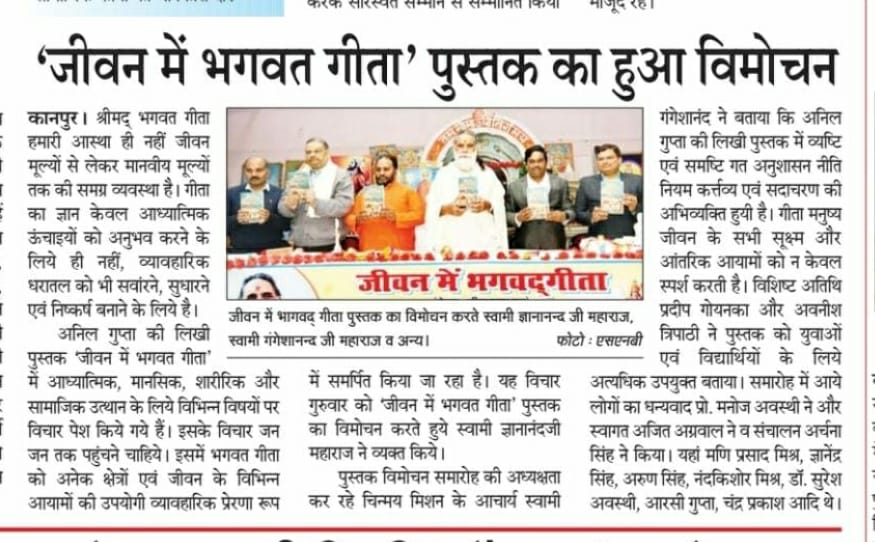 करके सारस्वत सम्मान से सम्मानित किया
मौजूद रहे।
‘जीवन में भगवत गीता’ पुस्तक का हुआ विमोचन
कानपुर। श्रीमद् भगवत गीता
हमारी आस्था ही नहीं जीवन
मूल्यों से लेकर मानवीय मूल्यों
तक की समग्र व्यवस्था है। गीता
का ज्ञान केवल आध्यात्मिक
ऊंचाइयों को अनुभव करने के
लिये ही नहीं, व्यावहारिक
धरातल को भी सवांरने, सुधारने
एवं निष्कर्ष बनाने के लिये है।
अनिल गुप्ता की लिखी
पुस्तक ‘जीवन में भगवत गीता’
में आध्यात्मिक, मानसिक, शारीरिक और
सामाजिक उत्थान के लिये विभिन्न विषयों पर
विचार पेश किये गये हैं। इसके विचार जन
जन तक पहुंचने चाहिये। इसमें भगवत गीता
को अनेक क्षेत्रों एवं जीवन के विभिन्न
आयामों की उपयोगी व्यावहारिक प्रेरणा रूप
जीवन में भगवद्गीता
जीवन में भागवद् गीता पुस्तक का विमोचन करते स्वामी ज्ञानानन्द जी महाराज,
स्वामी गंगेशानन्द जी महाराज व अन्य।
फोटो : एसएनबी
में समर्पित किया जा रहा है। यह विचार
गुरुवार को ‘जीवन में भगवत गीता’ पुस्तक
का विमोचन करते हुये स्वामी ज्ञानानंदजी
महाराज ने व्यक्त किये।
पुस्तक विमोचन समारोह की अध्यक्षता
कर रहे चिन्मय मिशन के आचार्य स्वामी
गंगेशानंद ने बताया कि अनिल
गुप्ता की लिखी पुस्तक में व्यष्टि
एवं समष्टि गत अनुशासन नीति
नियम कर्त्तव्य एवं सदाचरण की
अभिव्यक्ति हुयी है। गीता मनुष्य
जीवन के सभी सूक्ष्म और
आंतरिक आयामों को न केवल
स्पर्श करती है। विशिष्ट अतिथि
प्रदीप गोयनका और अवनीश
त्रिपाठी ने पुस्तक को युवाओं
एवं विद्यार्थियों के लिये
अत्यधिक उपयुक्त बताया। समारोह में आये
लोगों का धन्यवाद प्रो. मनोज अवस्थी ने और
स्वागत अजित अग्रवाल ने व संचालन अर्चना
सिंह ने किया। यहां मणि प्रसाद मिश्र, ज्ञानेंद्र
सिंह, अरुण सिंह, नंदकिशोर मिश्र, डॉ. सुरेश
अवस्थी, आरसी गुप्ता, चंद्र प्रकाश आदि थे।